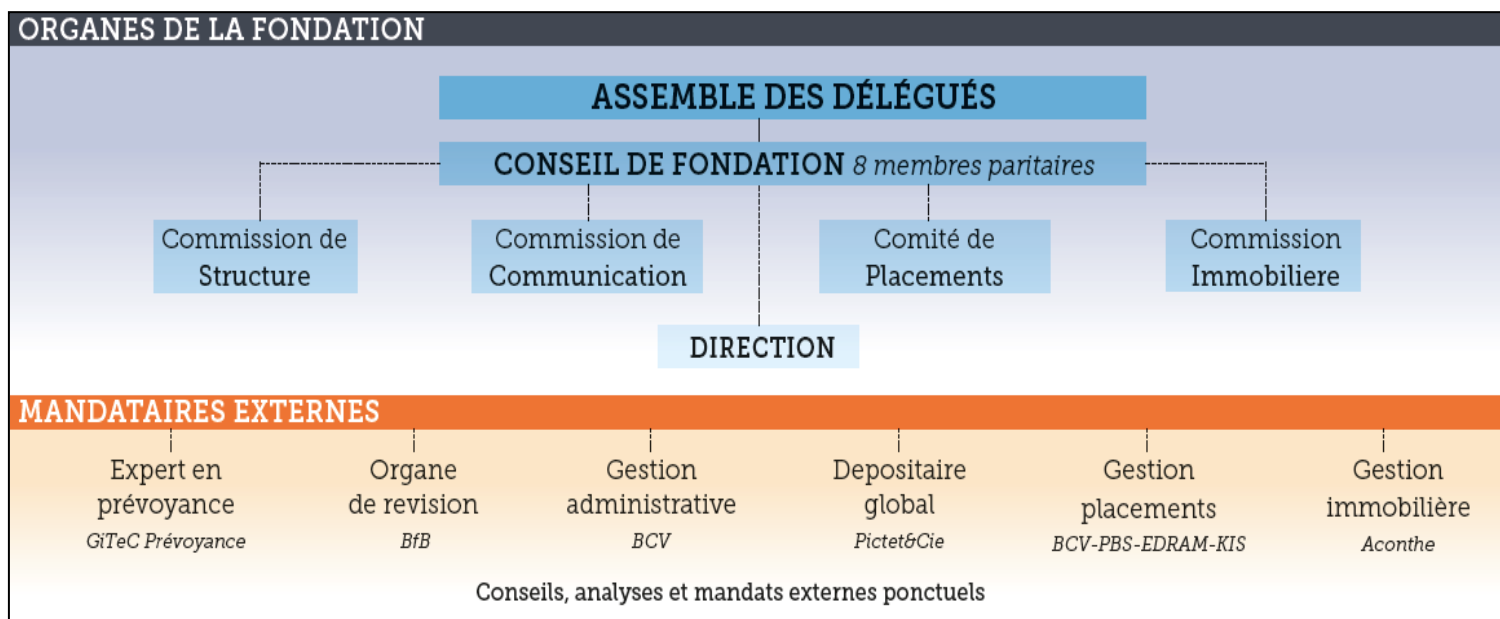 ORGANES DE LA FONDATION
ASSEMBLE DES DÉLÉGUÉS
CONSEIL DE FONDATION 8 membres paritaires
Commission de
Structure
Commission de
Communication
Comité de
Placements
Commission
Immobiliere
DIRECTION
MANDATAIRES EXTERNES
Expert en
prévoyance
GiTeC Prévoyance
Organe
de revision
BfB
Gestion
administrative
BCV
Depositaire
global
Pictet&Cie
Gestion
placements
BCV-PBS-EDRAM-KIS
Gestion
immobilière
Aconthe
Conseils, analyses et mandats externes ponctuels